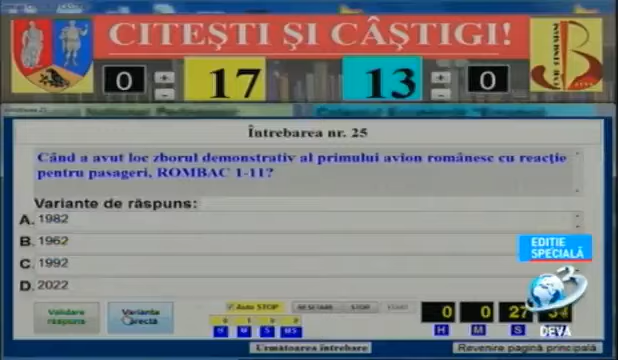 CITEȘTI ȘI CÂȘTIGI!
0 17 13 0
Întrebarea nr. 25
Când a avut loc zborul demonstrativ al primului avion românesc cu reacție
pentru pasageri, ROMBAC 1-11?
Variante de răspuns:
A. 1982
B. 1962
C. 1992
D. 2022
EDITIE
SPECIALĂ
Validare
răspuns
Varianta
corectă
Auto STOP
RESETARE STOP START
0 0 27
H M S
H M S MS
DEVA
Următoarea întrebare
Revenire pagină principală